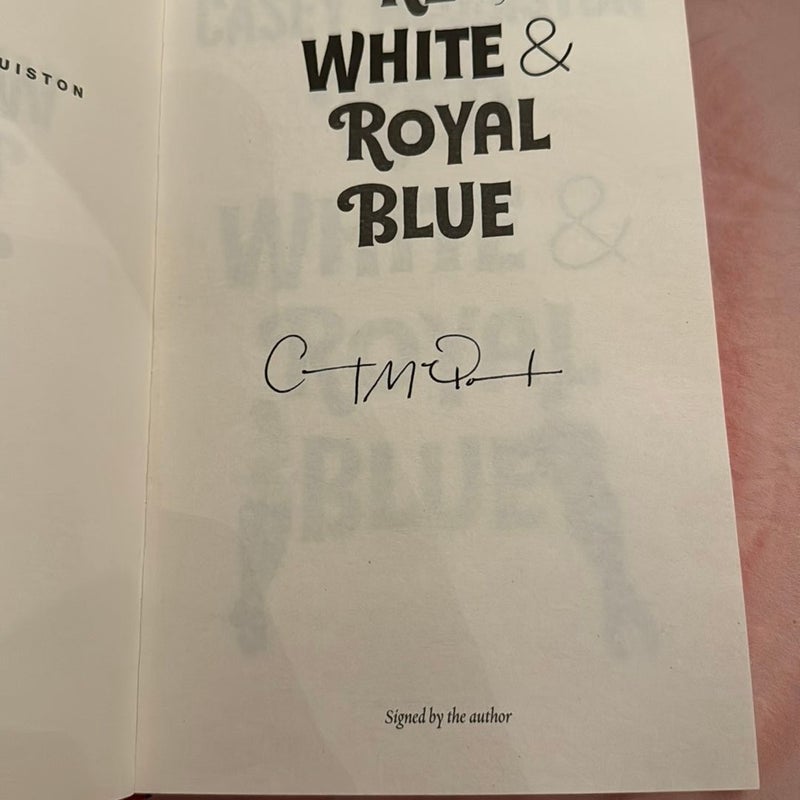 UISTON
WHITE &
ROYAL
BLUE
Signed by the author